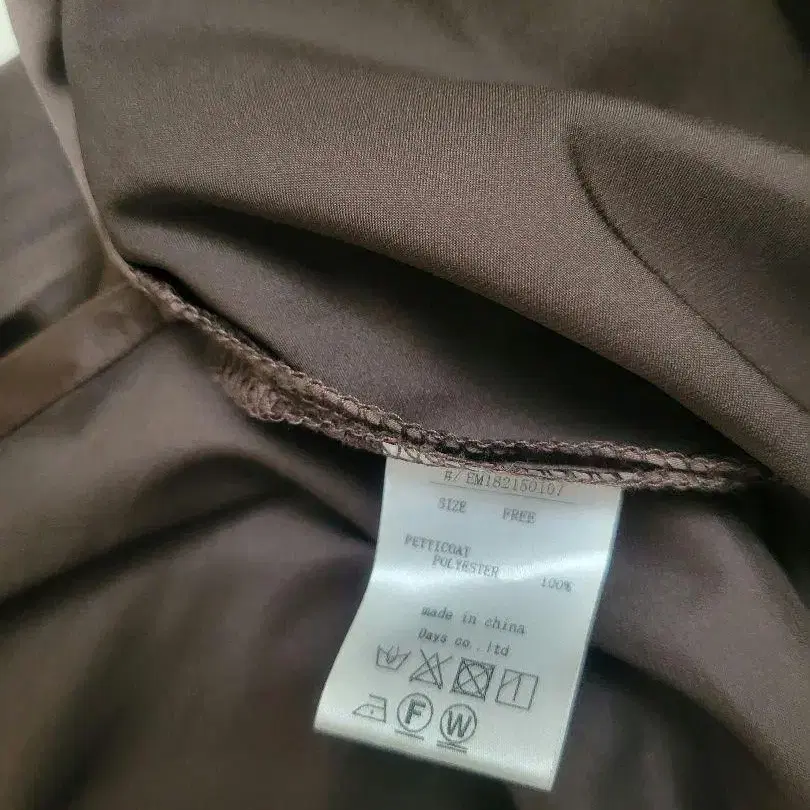 #/ EM182150107
SIZE FREE
PETTICOAT
POLYESTER 100%
made in china
Days co.,ltd
F W